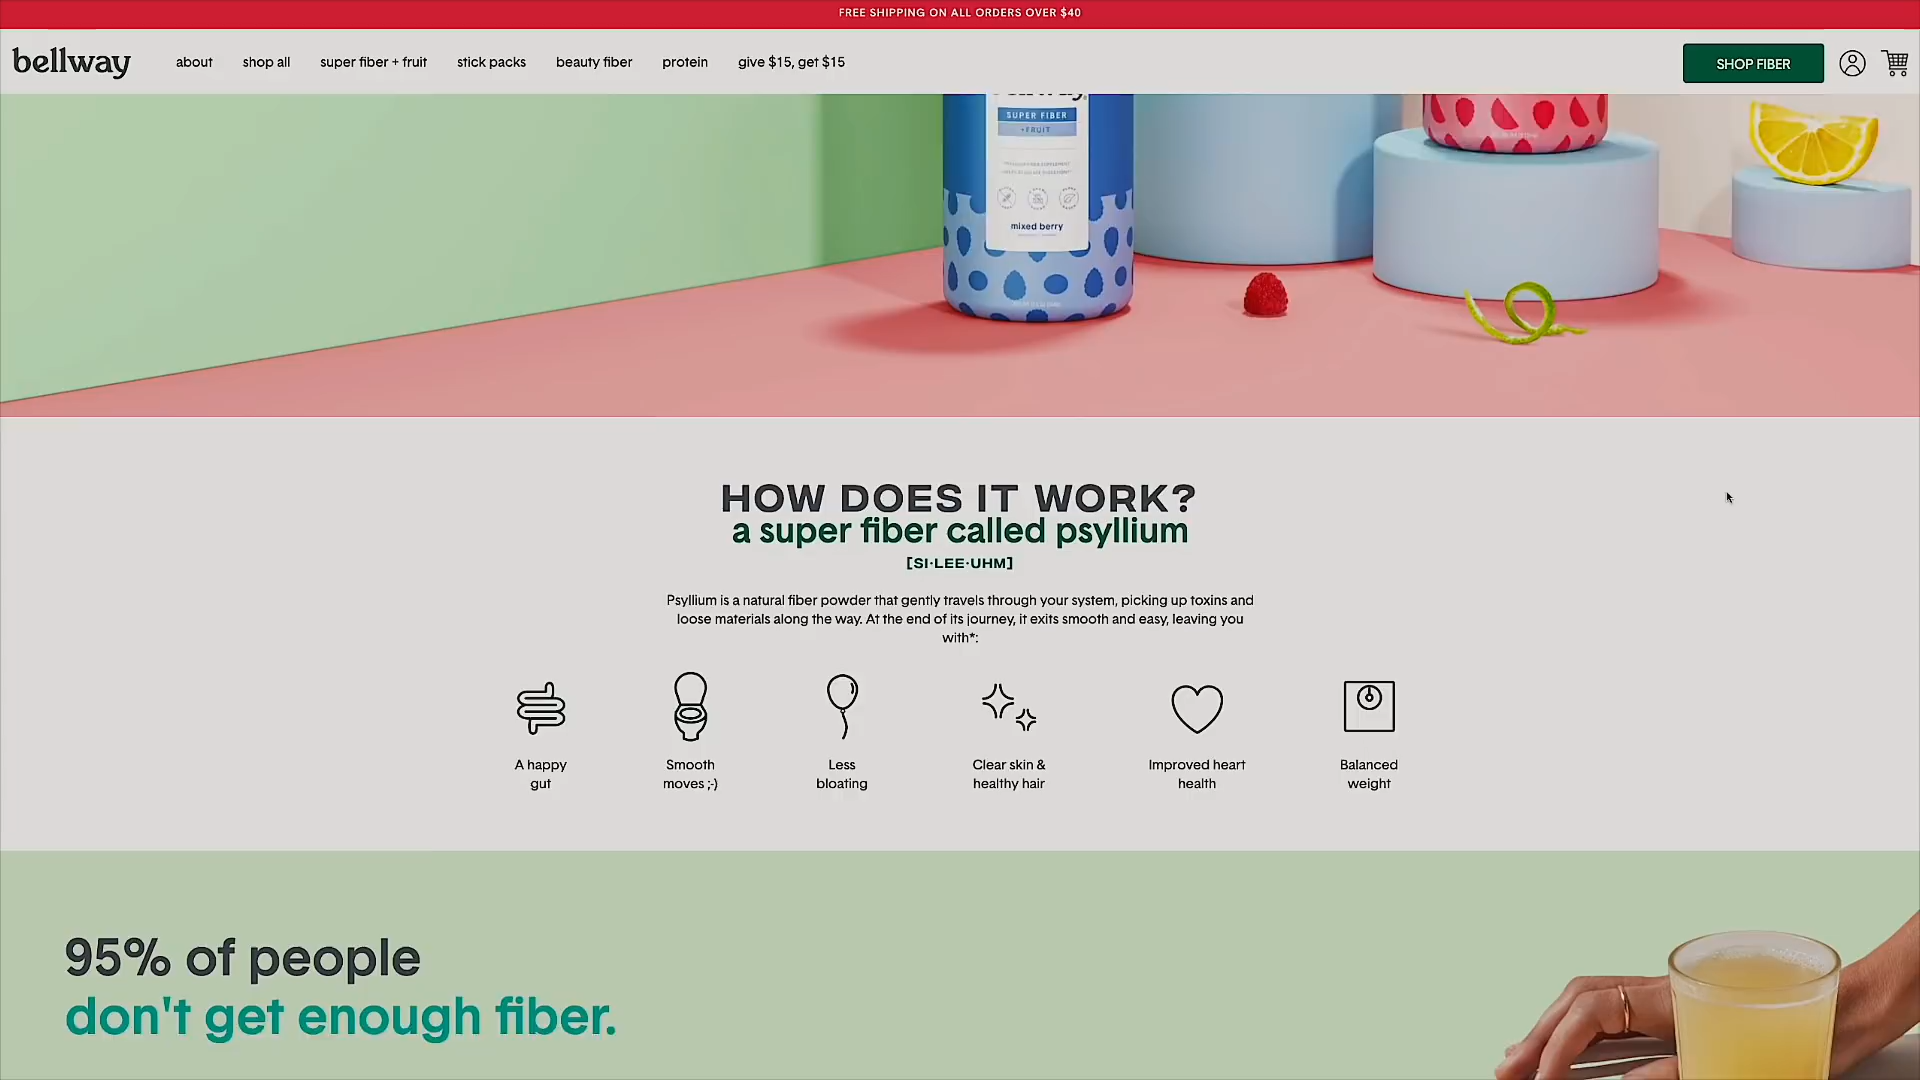 FREE SHIPPING ON ALL ORDERS OVER $40
bellway
about
shop all
super fiber + fruit
stick packs
beauty fiber
protein
give $15, get $15
SHOP FIBER
SUPER FIBER
+FRUIT
mixed berry
HOW DOES IT WORK?
a super fiber called psyllium
[SI·LEE·UHM]
Psyllium is a natural fiber powder that gently travels through your system, picking up toxins and
loose materials along the way. At the end of its journey, it exits smooth and easy, leaving you
with*:
A happy
gut
Smooth
moves ;-)
Less
bloating
Clear skin &
healthy hair
Improved heart
health
Balanced
weight
95% of people
don't get enough fiber.